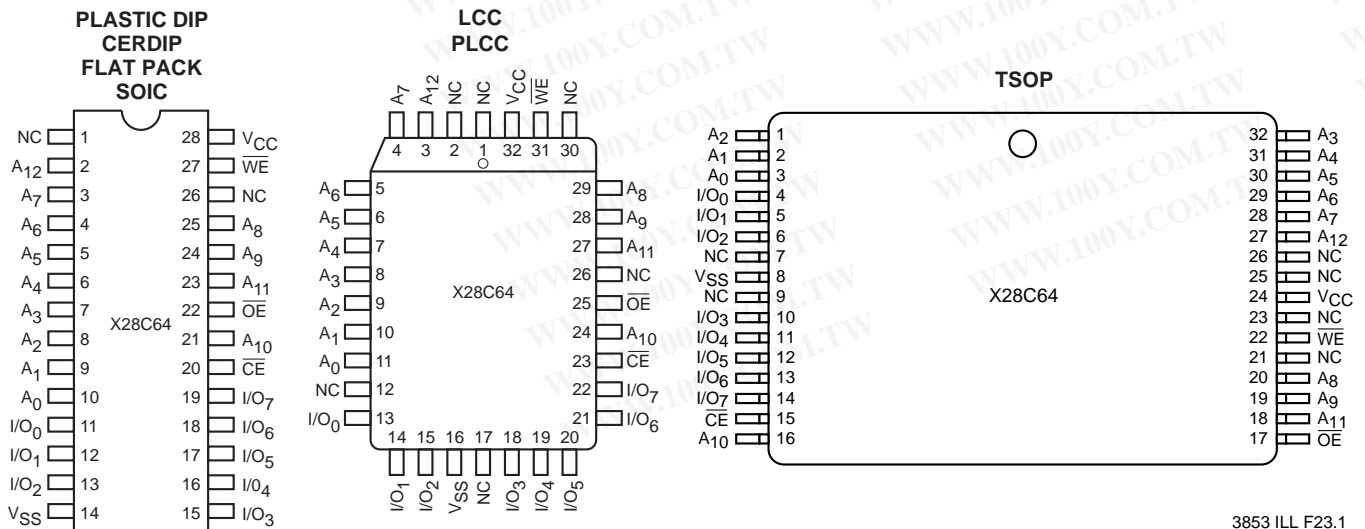 PLASTIC DIP
CERDIP
FLAT PACK
SOIC
NC 1 28 VCC
A12 2 27 WE
A7 3 26 NC
A6 4 25 A8
A5 5 24 A9
A4 6 23 A11
A3 7 22 OE
X28C64
A2 8 21 A10
A1 9 20 CE
A0 10 19 I/O7
I/O0 11 18 I/O6
I/O1 12 17 I/O5
I/O2 13 16 I/04
VSS 14 15 I/O3
LCC
PLCC
A7 A12 NC NC VCC WE NC
4 3 2 1 32 31 30
A6 5 29 A8
A5 6 28 A9
A4 7 27 A11
A3 8 26 NC
X28C64
A2 9 25 OE
A1 10 24 A10
A0 11 23 CE
NC 12 22 I/O7
I/O0 13 21 I/O6
14 15 16 17 18 19 20
I/O1 I/O2 VSS NC I/O3 I/O4 I/O5
TSOP
A2 1 32 A3
A1 2 31 A4
A0 3 30 A5
I/O0 4 29 A6
I/O1 5 28 A7
I/O2 6 27 A12
NC 7 26 NC
VSS 8 25 NC
X28C64
NC 9 24 VCC
I/O3 10 23 NC
I/O4 11 22 WE
I/O5 12 21 NC
I/O6 13 20 A8
I/O7 14 19 A9
CE 15 18 A11
A10 16 17 OE
3853 ILL F23.1
WWW.100Y.COM.TW